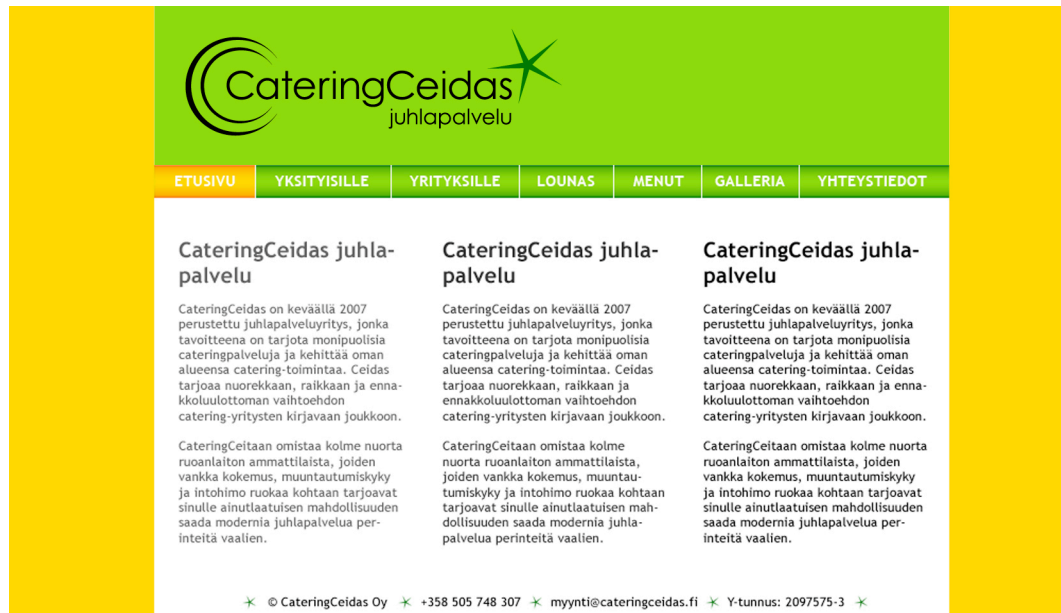 CateringCeidas
juhlapalvelu
ETUSIVU YKSITYISILLE YRITYKSILLE LOUNAS MENUT GALLERIA YHTEYSTIEDOT
CateringCeidas juhla-
palvelu
CateringCeidas on keväällä 2007
perustettu juhlapalveluyritys, jonka
tavoitteena on tarjota monipuolisia
cateringpalveluja ja kehittää oman
alueensa catering-toimintaa. Ceidas
tarjoaa nuorekkaan, raikkaan ja enna-
kkoluulottoman vaihtoehdon
catering-yritysten kirjavaan joukkoon.
CateringCeitaan omistaa kolme nuorta
ruoanlaiton ammattilaista, joiden
vankka kokemus, muuntautumiskyky
ja intohimo ruokaa kohtaan tarjoavat
sinulle ainutlaatuisen mahdollisuuden
saada modernia juhlapalvelua per-
inteitä vaalien.
CateringCeidas juhla-
palvelu
CateringCeidas on keväällä 2007
perustettu juhlapalveluyritys, jonka
tavoitteena on tarjota monipuolisia
cateringpalveluja ja kehittää oman
alueensa catering-toimintaa. Ceidas
tarjoaa nuorekkaan, raikkaan ja
ennakkoluulottoman vaihtoehdon
catering-yritysten kirjavaan joukkoon.
CateringCeitaan omistaa kolme
nuorta ruoanlaiton ammattilaista,
joiden vankka kokemus, muuntau-
tumiskyky ja intohimo ruokaa kohtaan
tarjoavat sinulle ainutlaatuisen mah-
dollisuuden saada modernia juhla-
palvelua perinteitä vaalien.
CateringCeidas juhla-
palvelu
CateringCeidas on keväällä 2007
perustettu juhlapalveluyritys, jonka
tavoitteena on tarjota monipuolisia
cateringpalveluja ja kehittää oman
alueensa catering-toimintaa. Ceidas
tarjoaa nuorekkaan, raikkaan ja enna-
kkoluulottoman vaihtoehdon
catering-yritysten kirjavaan joukkoon.
CateringCeitaan omistaa kolme nuorta
ruoanlaiton ammattilaista, joiden
vankka kokemus, muuntautumiskyky
ja intohimo ruokaa kohtaan tarjoavat
sinulle ainutlaatuisen mahdollisuuden
saada modernia juhlapalvelua per-
inteitä vaalien.
© CateringCeidas Oy +358 505 748 307 myynti@cateringceidas.fi Y-tunnus: 2097575-3